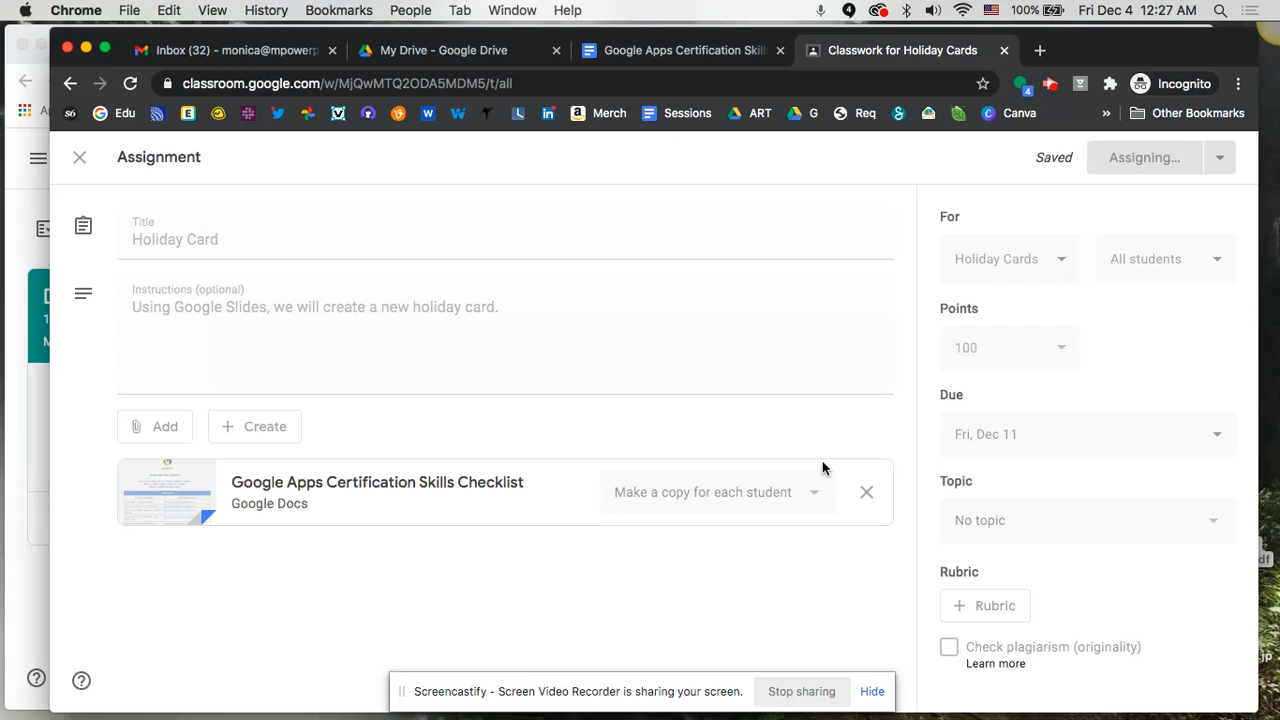 Chrome File Edit View History Bookmarks People Tab Window Help
4 100% Fri Dec 4 12:27 AM
Inbox (32) - monica@mpowerp
My Drive - Google Drive
Google Apps Certification Skills
Classwork for Holiday Cards
classroom.google.com/w/MjQwMTQ2ODA5MDM5/t/all
4 Incognito
Edu
Merch
Sessions
ART
G
Req
Canva
» Other Bookmarks
Assignment
Saved
Assigning...
Title
Holiday Card
Instructions (optional)
Using Google Slides, we will create a new holiday card.
Add
Create
Google Apps Certification Skills Checklist
Google Docs
Make a copy for each student
For
Holiday Cards
All students
Points
100
Due
Fri, Dec 11
Topic
No topic
Rubric
Rubric
Check plagiarism (originality)
Learn more
Screencastify - Screen Video Recorder is sharing your screen.
Stop sharing
Hide